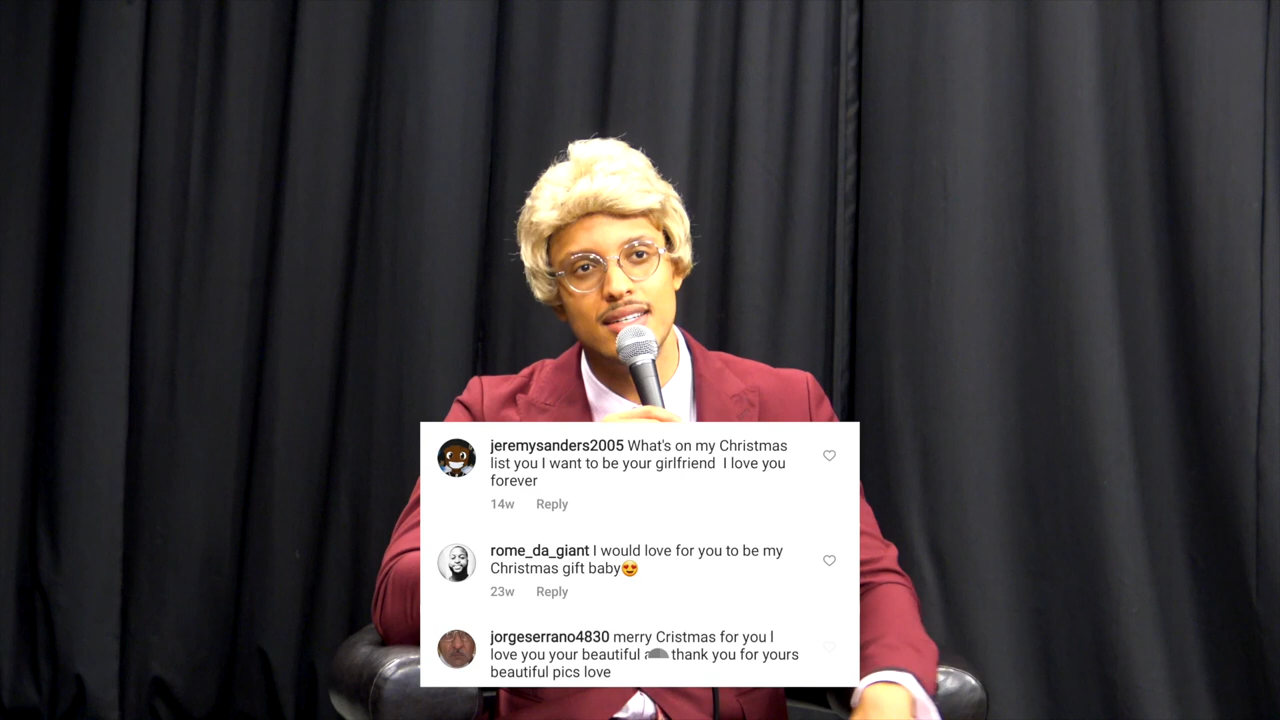 jeremysanders2005 What's on my Christmas
list you I want to be your girlfriend I love you
forever
14w Reply
rome_da_giant I would love for you to be my
Christmas gift baby😍
23w Reply
jorgeserrano4830 merry Cristmas for you I
love you your beautiful thank you for yours
beautiful pics love